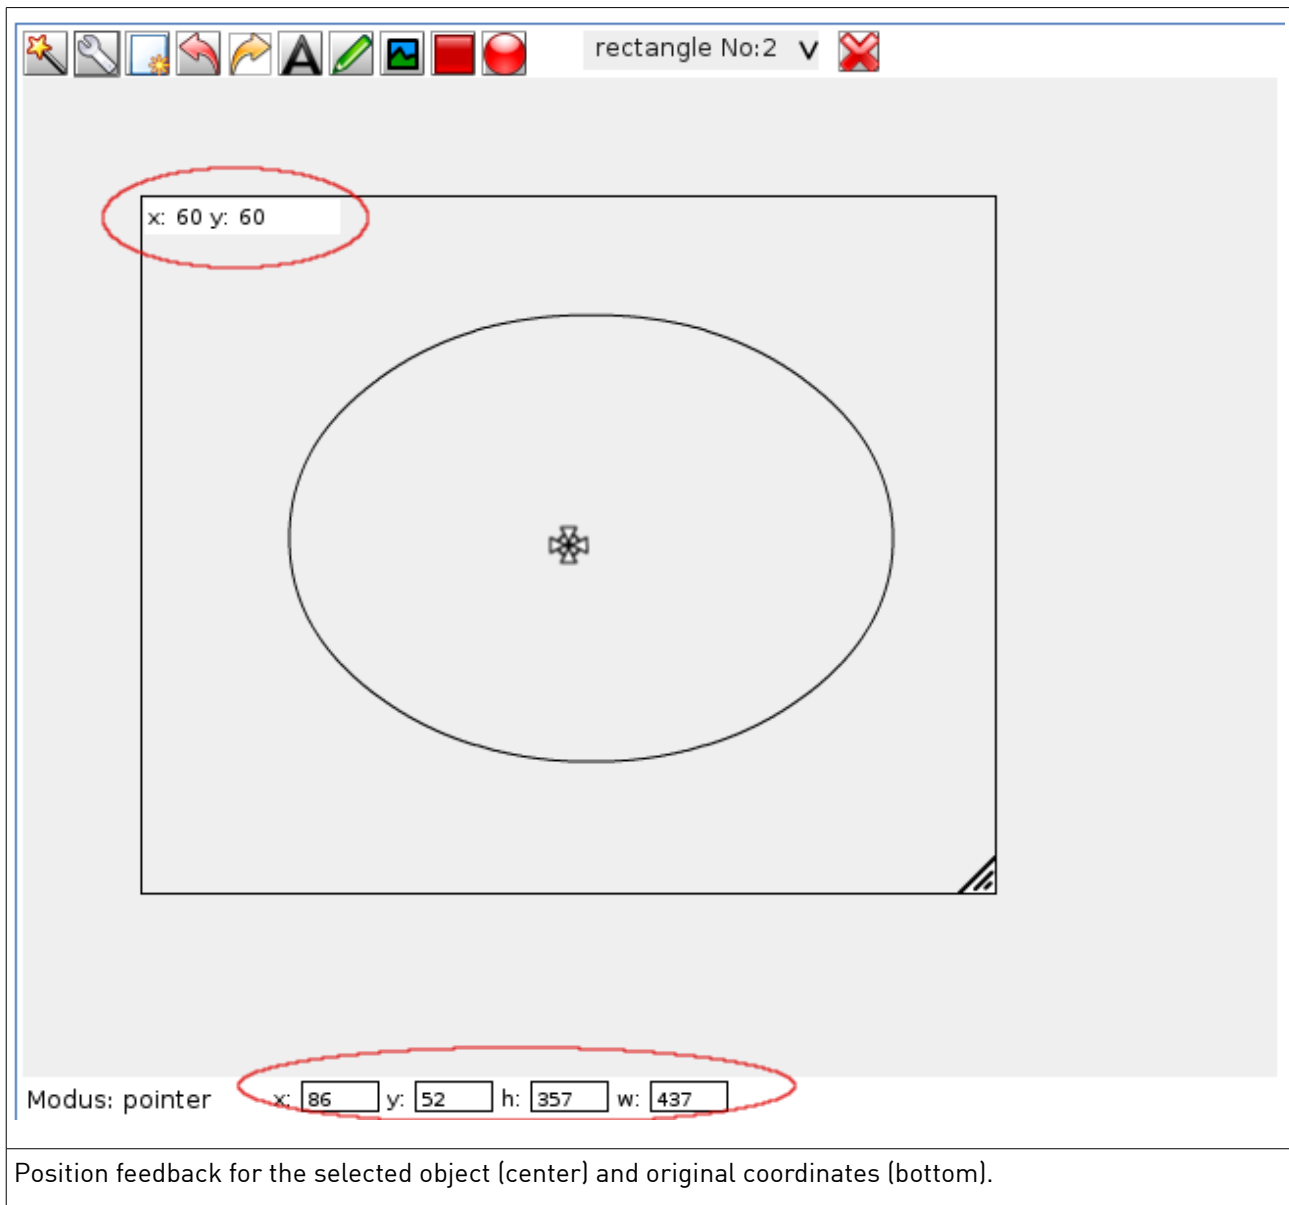 rectangle No:2
x: 60 y: 60
Modus: pointer x: 86 y: 52 h: 357 w: 437
Position feedback for the selected object (center) and original coordinates (bottom).